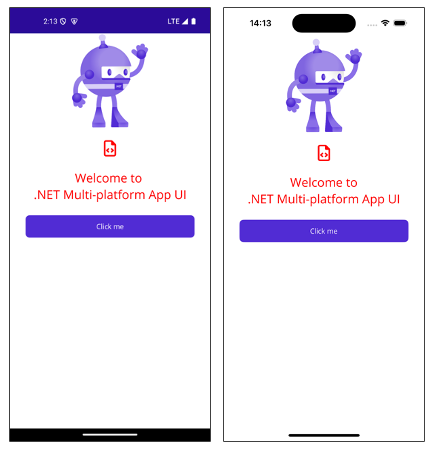 2:13
LTE
Welcome to
.NET Multi-platform App UI
Click me
14:13
Welcome to
.NET Multi-platform App UI
Click me